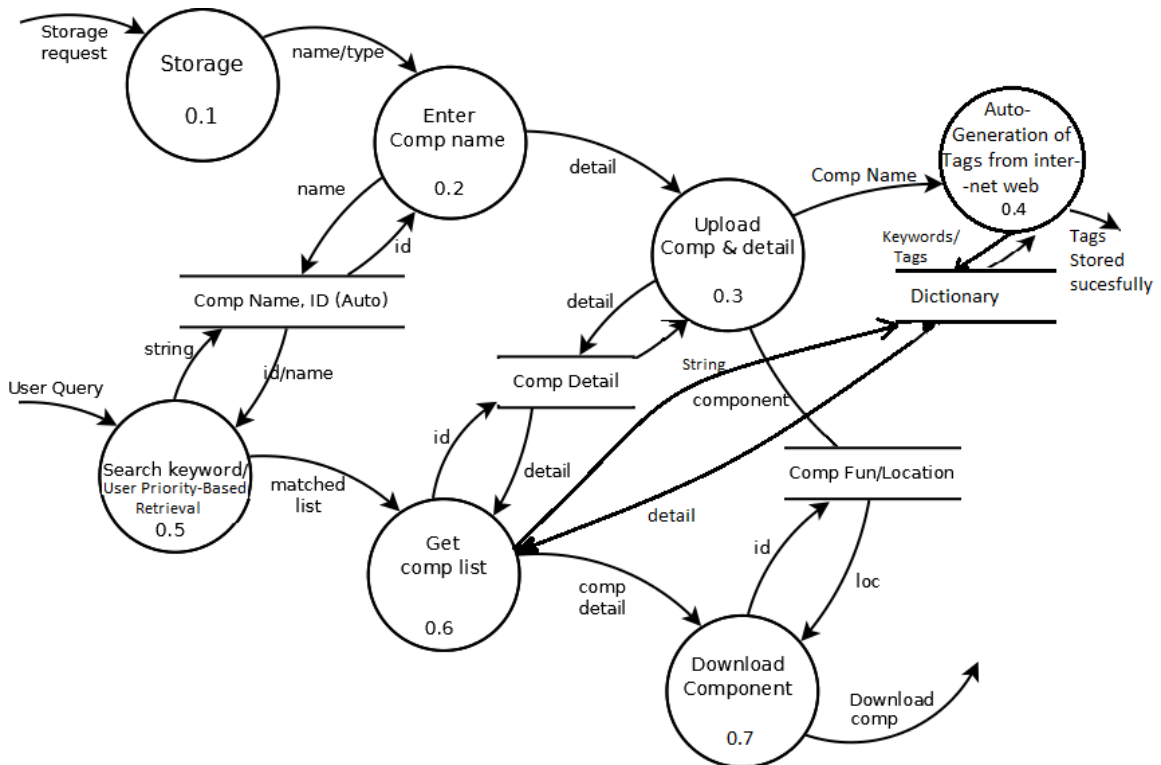 Storage
request
Storage
0.1
name/type
Enter
Comp name
0.2
name
id
detail
Upload
Comp & detail
0.3
Comp Name
Auto-
Generation of
Tags from inter-
-net web
0.4
Keywords/
Tags
Tags
Stored
sucesfully
Dictionary
Comp Name, ID (Auto)
string
id/name
User Query
Search keyword/
User Priority-Based
Retrieval
0.5
matched
list
detail
Comp Detail
id
detail
String
component
Comp Fun/Location
detail
Get
comp list
0.6
comp
detail
id
loc
Download
Component
0.7
Download
comp